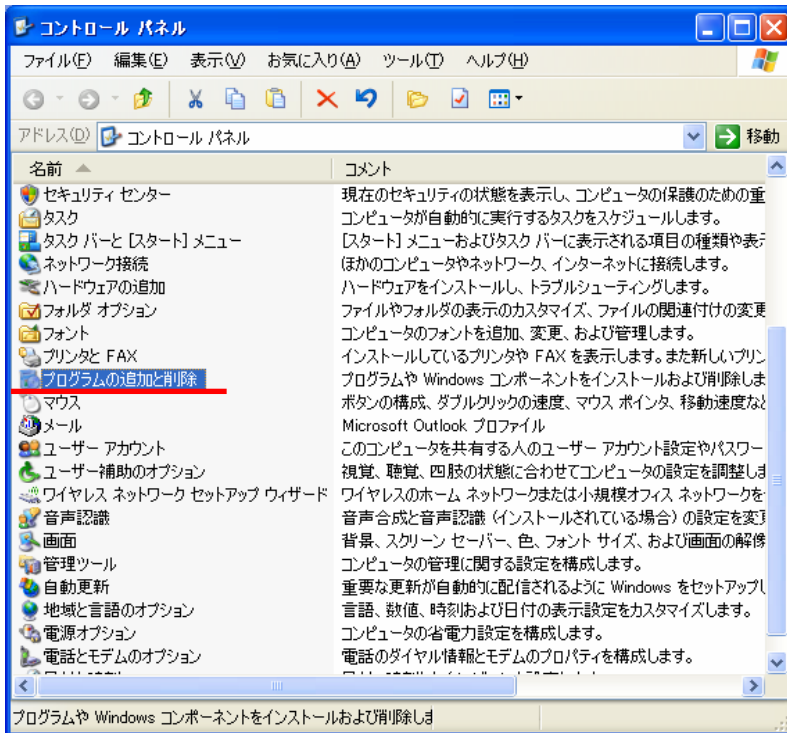 コントロール パネル
ファイル(F) 編集(E) 表示(V) お気に入り(A) ツール(T) ヘルプ(H)
アドレス(D) コントロール パネル 移動
名前 コメント
セキュリティ センター 現在のセキュリティの状態を表示し、コンピュータの保護のための重
タスク コンピュータが自動的に実行するタスクをスケジュールします。
タスク バーと [スタート] メニュー [スタート] メニューおよびタスク バーに表示される項目の種類や表示
ネットワーク接続 ほかのコンピュータやネットワーク、インターネットに接続します。
ハードウェアの追加 ハードウェアをインストールし、トラブルシューティングします。
フォルダ オプション ファイルやフォルダの表示のカスタマイズ、ファイルの関連付けの変更
フォント コンピュータのフォントを追加、変更、および管理します。
プリンタと FAX インストールしているプリンタや FAX を表示します。また新しいプリン
プログラムの追加と削除 プログラムや Windows コンポーネントをインストールおよび削除しま
マウス ボタンの構成、ダブルクリックの速度、マウス ポインタ、移動速度など
メール Microsoft Outlook プロファイル
ユーザー アカウント このコンピュータを共有する人のユーザー アカウント設定やパスワー
ユーザー補助のオプション 視覚、聴覚、四肢の状態に合わせてコンピュータの設定を調整しま
ワイヤレス ネットワーク セットアップ ウィザード ワイヤレスのホーム ネットワークまたは小規模オフィス ネットワークを
音声認識 音声合成と音声認識 (インストールされている場合) の設定を変更
画面 背景、スクリーン セーバー、色、フォント サイズ、および画面の解像
管理ツール コンピュータの管理に関する設定を構成します。
自動更新 重要な更新が自動的に配信されるように Windows をセットアップし
地域と言語のオプション 言語、数値、時刻および日付の表示設定をカスタマイズします。
電源オプション コンピュータの省電力設定を構成します。
電話とモデムのオプション 電話のダイヤル情報とモデムのプロパティを構成します。
プログラムや Windows コンポーネントをインストールおよび削除しま